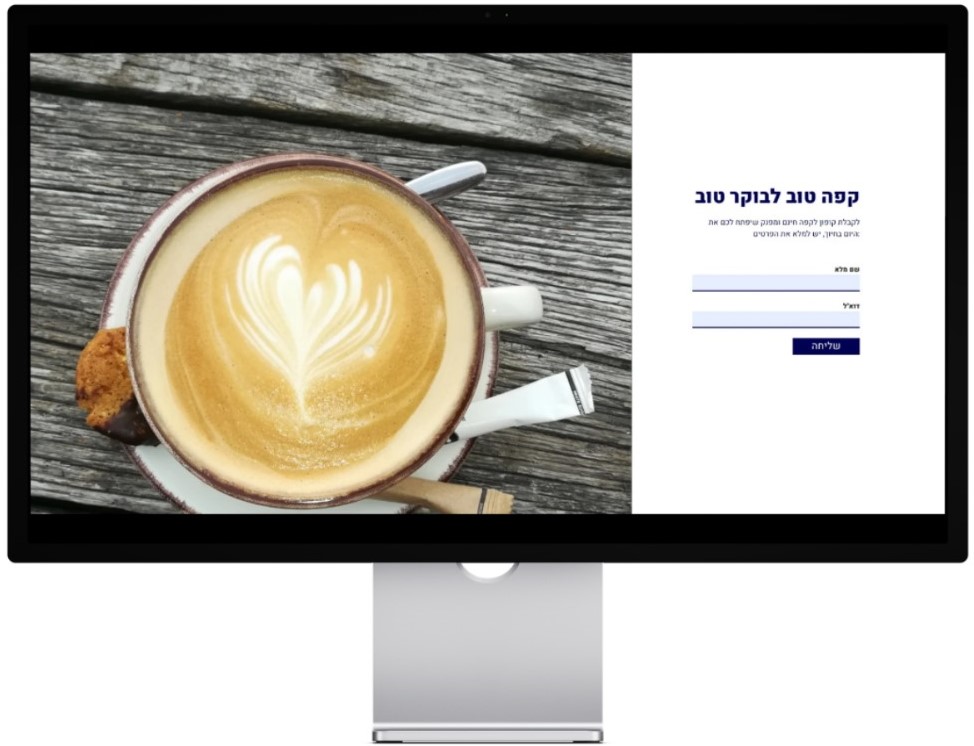 קפה טוב לבוקר טוב
לקבלת קופון לקפה חינם ומפנק שיפתח לכם את
היום בחיוך, יש למלא את הפרטים:
שם מלא
דוא"ל
שליחה